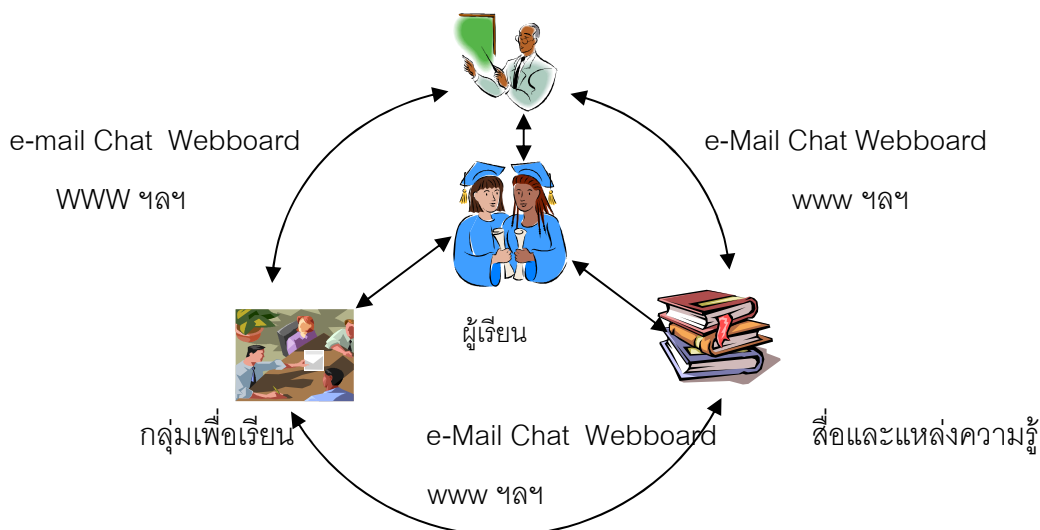 e-mail Chat Webboard
WWW ฯลฯ
e-Mail Chat Webboard
www ฯลฯ
ผู้เรียน
กลุ่มเพื่อเรียน
e-Mail Chat Webboard
www ฯลฯ
สื่อและแหล่งความรู้